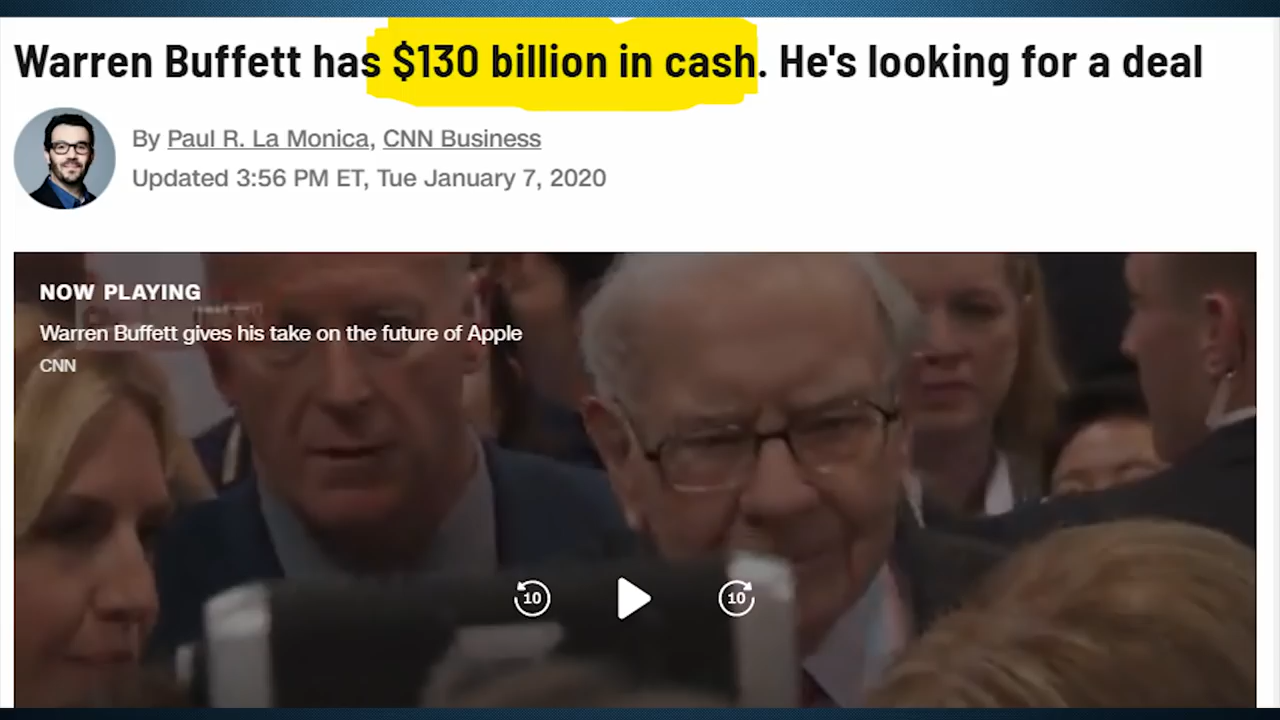 Warren Buffett has $130 billion in cash. He's looking for a deal
By Paul R. La Monica, CNN Business
Updated 3:56 PM ET, Tue January 7, 2020
NOW PLAYING
Warren Buffett gives his take on the future of Apple
CNN
10
10